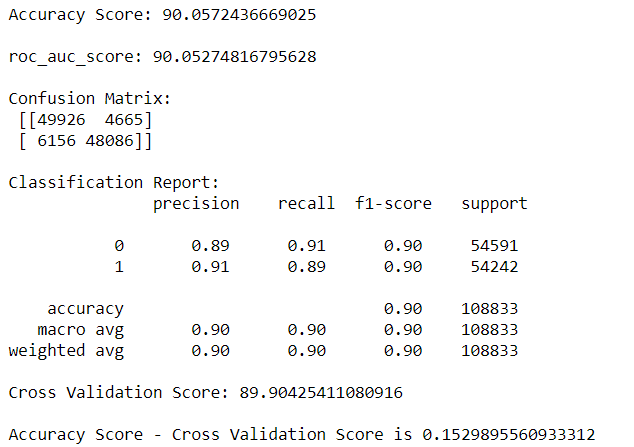 Accuracy Score: 90.0572436669025
roc_auc_score: 90.05274816795628
Confusion Matrix:
[[49926 4665]
[ 6156 48086]]
Classification Report:
precision recall f1-score support
0 0.89 0.91 0.90 54591
1 0.91 0.89 0.90 54242
accuracy 0.90 108833
macro avg 0.90 0.90 0.90 108833
weighted avg 0.90 0.90 0.90 108833
Cross Validation Score: 89.90425411080916
Accuracy Score - Cross Validation Score is 0.1529895560933312